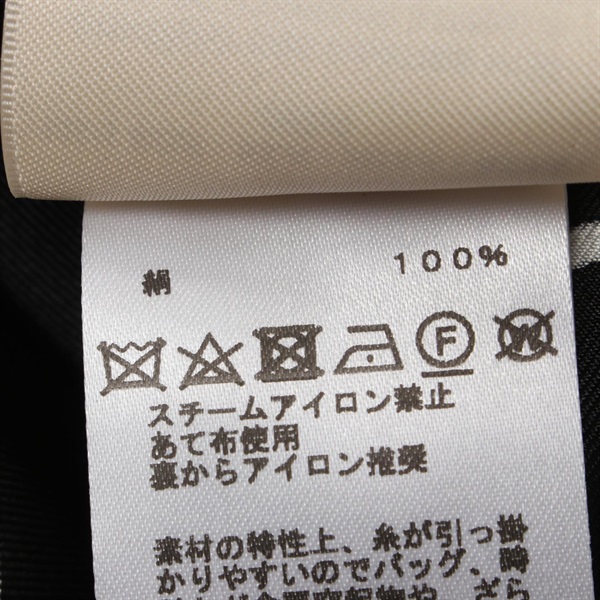 絹 100%
F W
スチームアイロン禁止
あて布使用
裏からアイロン推奨
素材の特性上、糸が引っ掛
かりやすいのでバッグ、時
金属